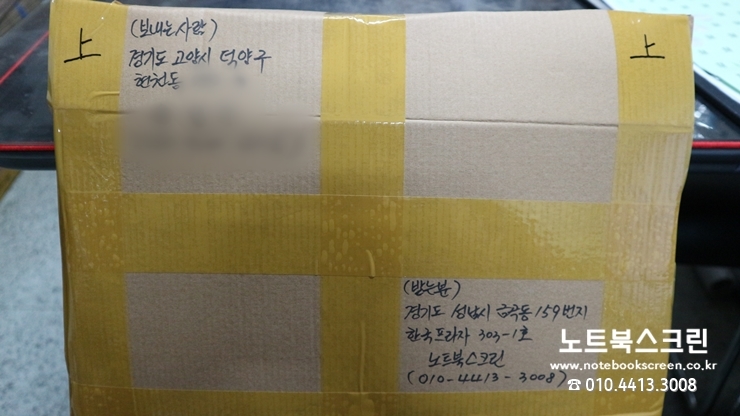 上
上
(보내는사람)
경기도 고양시 덕양구
현천동
(받는분)
경기도 성남시 금곡동 159번지
한국프라자 303-1호
노트북스크린
(010-4413-3008)
노트북스크린
www.notebookscreen.co.kr
☎ 010.4413.3008